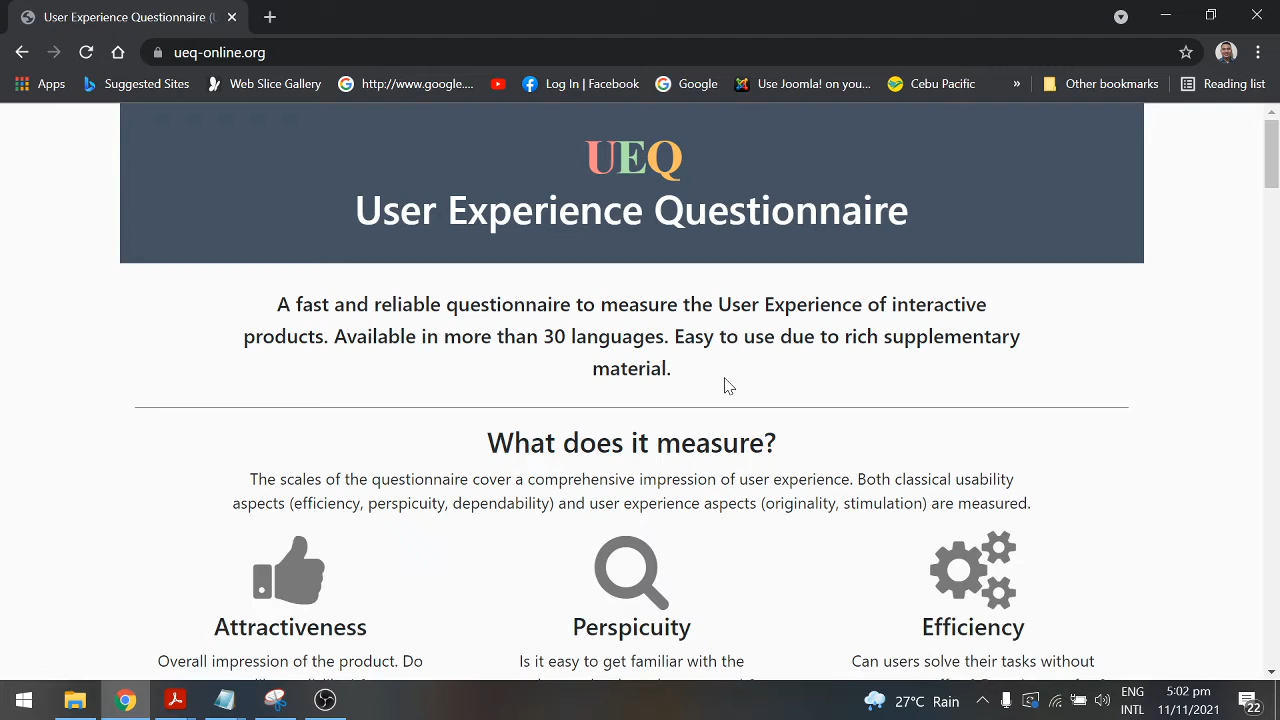 User Experience Questionnaire (U
ueq-online.org
Apps
Suggested Sites
Web Slice Gallery
http://www.google....
Log In | Facebook
Google
Use Joomla! on you...
Cebu Pacific
»
Other bookmarks
Reading list
UEQ
User Experience Questionnaire
A fast and reliable questionnaire to measure the User Experience of interactive
products. Available in more than 30 languages. Easy to use due to rich supplementary
material.
What does it measure?
The scales of the questionnaire cover a comprehensive impression of user experience. Both classical usability
aspects (efficiency, perspicuity, dependability) and user experience aspects (originality, stimulation) are measured.
Attractiveness
Perspicuity
Efficiency
Overall impression of the product. Do
Is it easy to get familiar with the
Can users solve their tasks without
27°C Rain
ENG
INTL
5:02 pm
11/11/2021
22